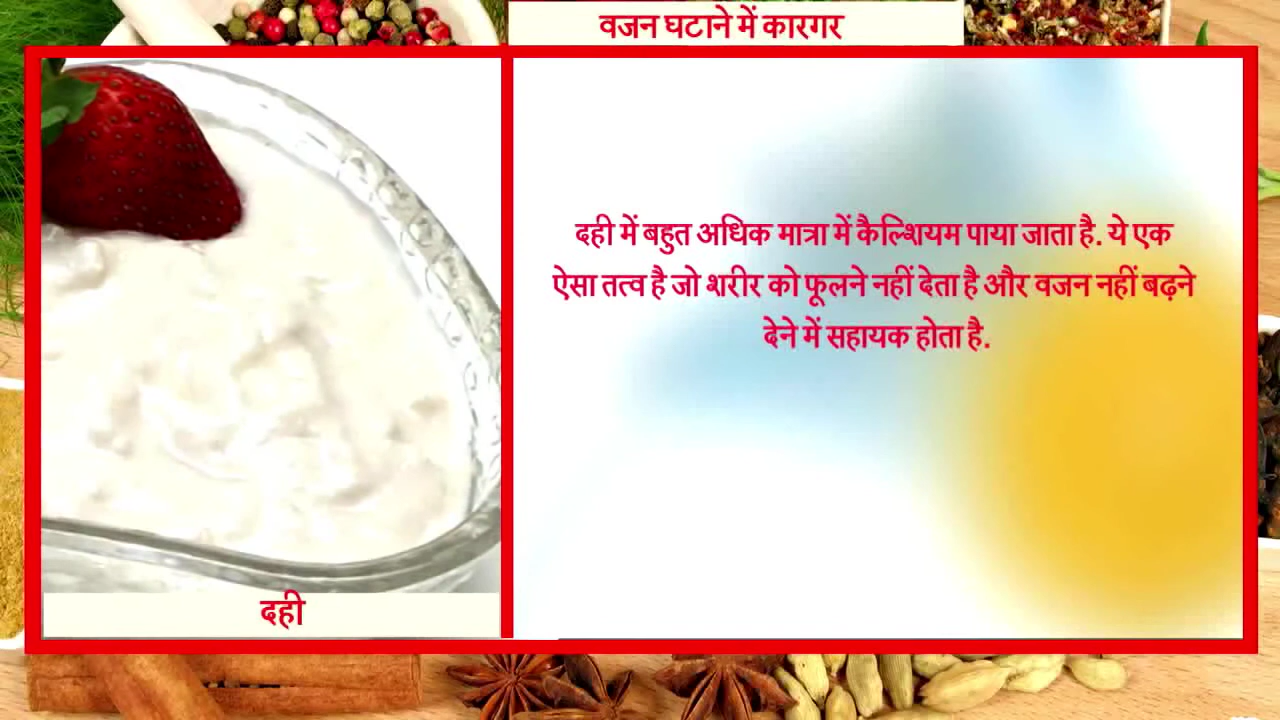 वजन घटाने में कारगर
दही में बहुत अधिक मात्रा में कैल्शियम पाया जाता है. ये एक
ऐसा तत्व है जो शरीर को फूलने नहीं देता है और वजन नहीं बढ़ने
देने में सहायक होता है.
दही